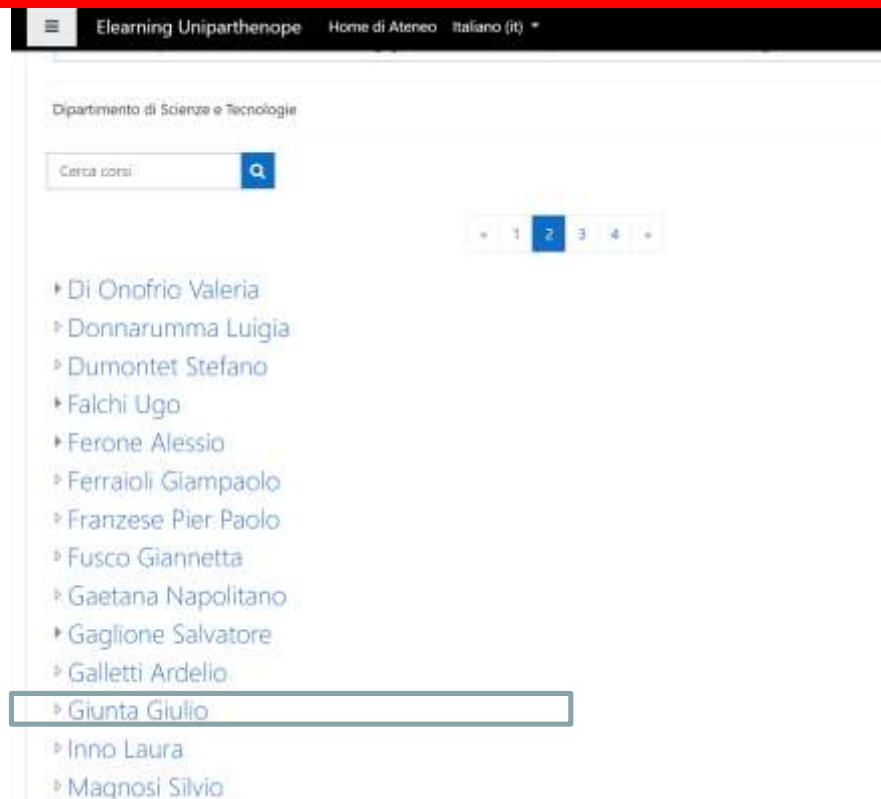 Elearning Uniparthenope Home di Ateneo Italiano (it)
Dipartimento di Scienze e Tecnologie
Cerca corsi
« 1 2 3 4 »
Di Onofrio Valeria
Donnarumma Luigia
Dumontet Stefano
Falchi Ugo
Ferone Alessio
Ferraioli Giampaolo
Franzese Pier Paolo
Fusco Giannetta
Gaetana Napolitano
Gaglione Salvatore
Galletti Ardelio
Giunta Giulio
Inno Laura
Magnosi Silvio